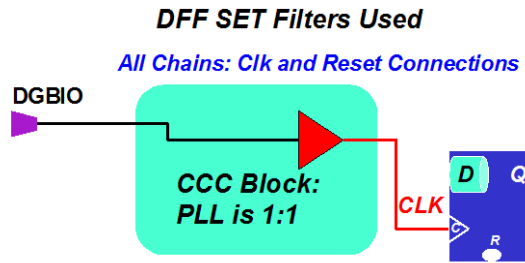 DFF SET Filters Used
All Chains: Clk and Reset Connections
DGBIO
CCC Block:
PLL is 1:1
CLK
D
Q
C
R